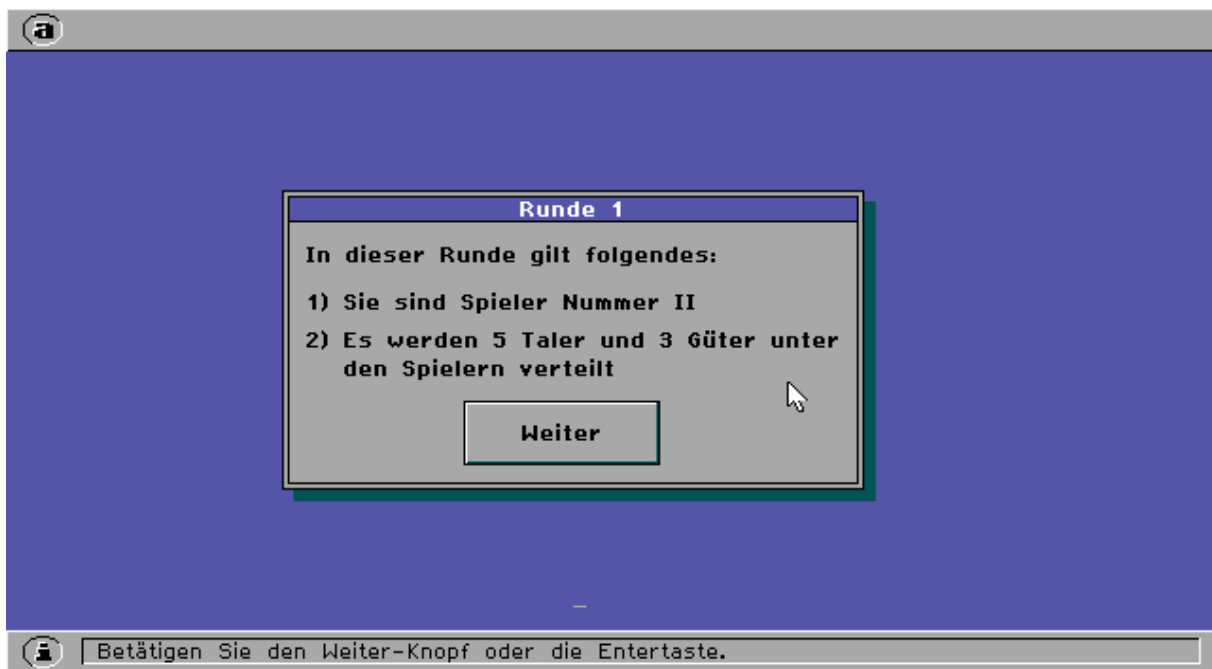 a
Runde 1
In dieser Runde gilt folgendes:
1) Sie sind Spieler Nummer II
2) Es werden 5 Taler und 3 Güter unter
den Spielern verteilt
Weiter
i Betätigen Sie den Weiter-Knopf oder die Entertaste.